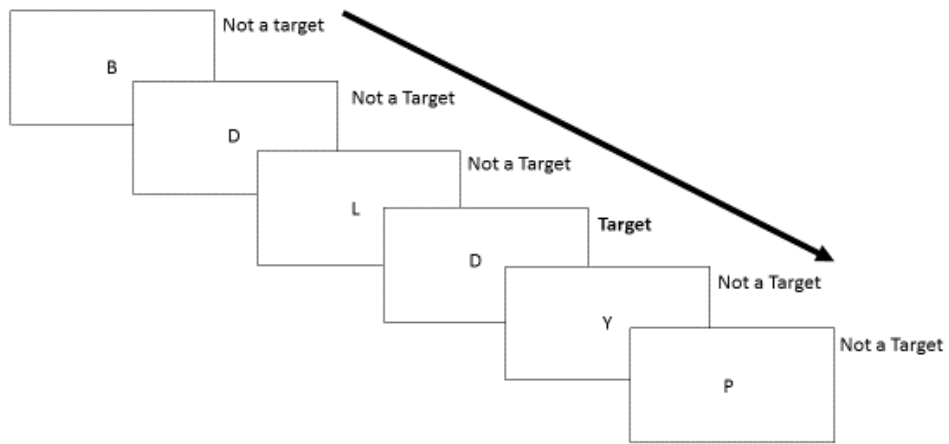 Not a target
B
Not a Target
D
Not a Target
L
Target
D
Not a Target
Y
Not a Target
P